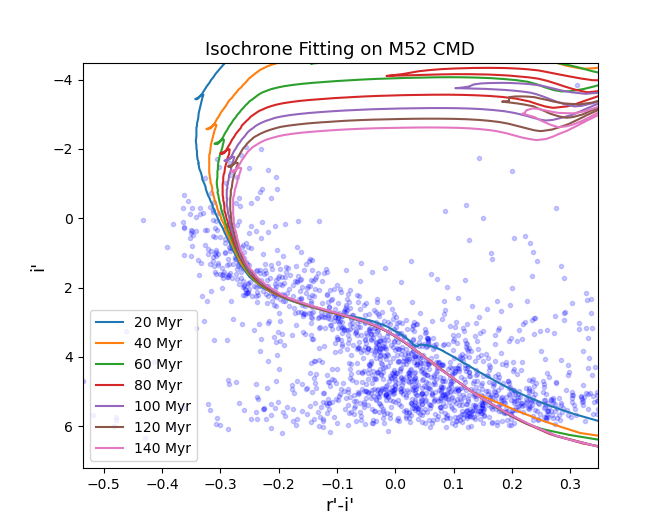 Isochrone Fitting on M52 CMD
i'
−4
−2
0
2
4
6
20 Myr
40 Myr
60 Myr
80 Myr
100 Myr
120 Myr
140 Myr
−0.5
−0.4
−0.3
−0.2
−0.1
0.0
0.1
0.2
0.3
r'-i'